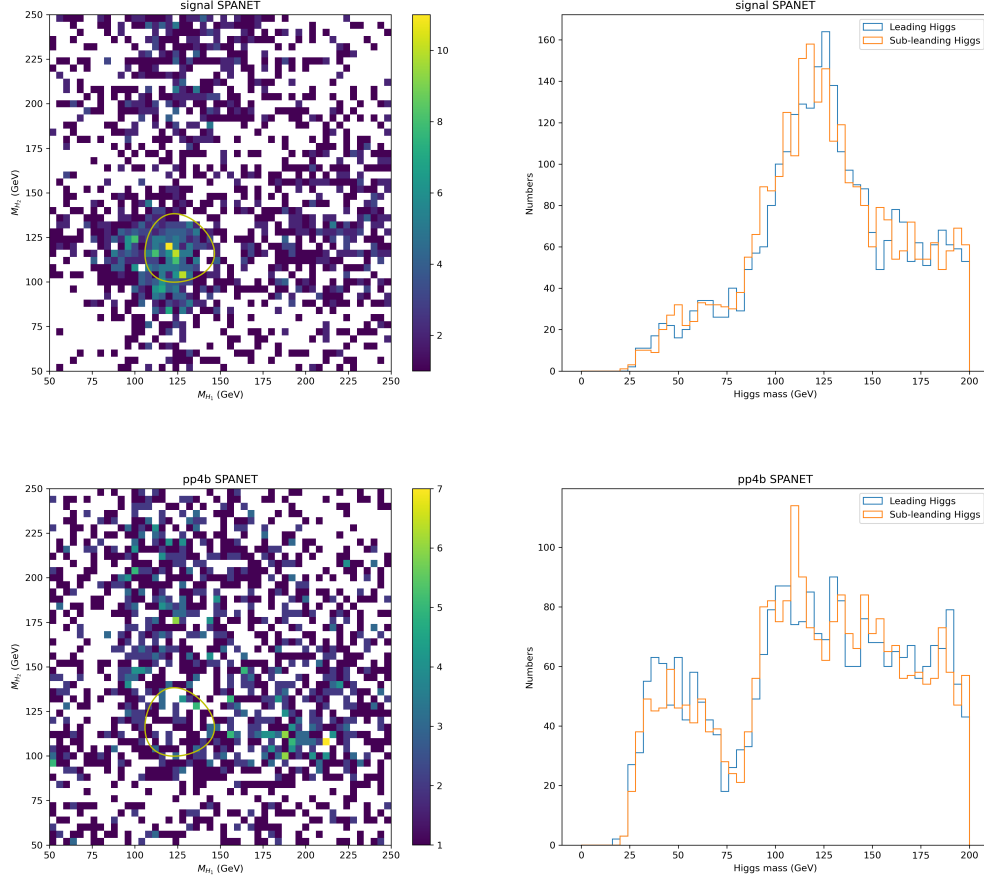 signal SPANET
250
225
200
175
150
125
100
75
50
M_{H_2} (GeV)
50 75 100 125 150 175 200 225 250
M_{H_1} (GeV)
10
8
6
4
2
signal SPANET
Leading Higgs
Sub-leanding Higgs
160
140
120
100
80
60
40
20
0
Numbers
0 25 50 75 100 125 150 175 200
Higgs mass (GeV)
pp4b SPANET
250
225
200
175
150
125
100
75
50
M_{H_2} (GeV)
50 75 100 125 150 175 200 225 250
M_{H_1} (GeV)
7
6
5
4
3
2
1
pp4b SPANET
Leading Higgs
Sub-leanding Higgs
100
80
60
40
20
0
Numbers
0 25 50 75 100 125 150 175 200
Higgs mass (GeV)